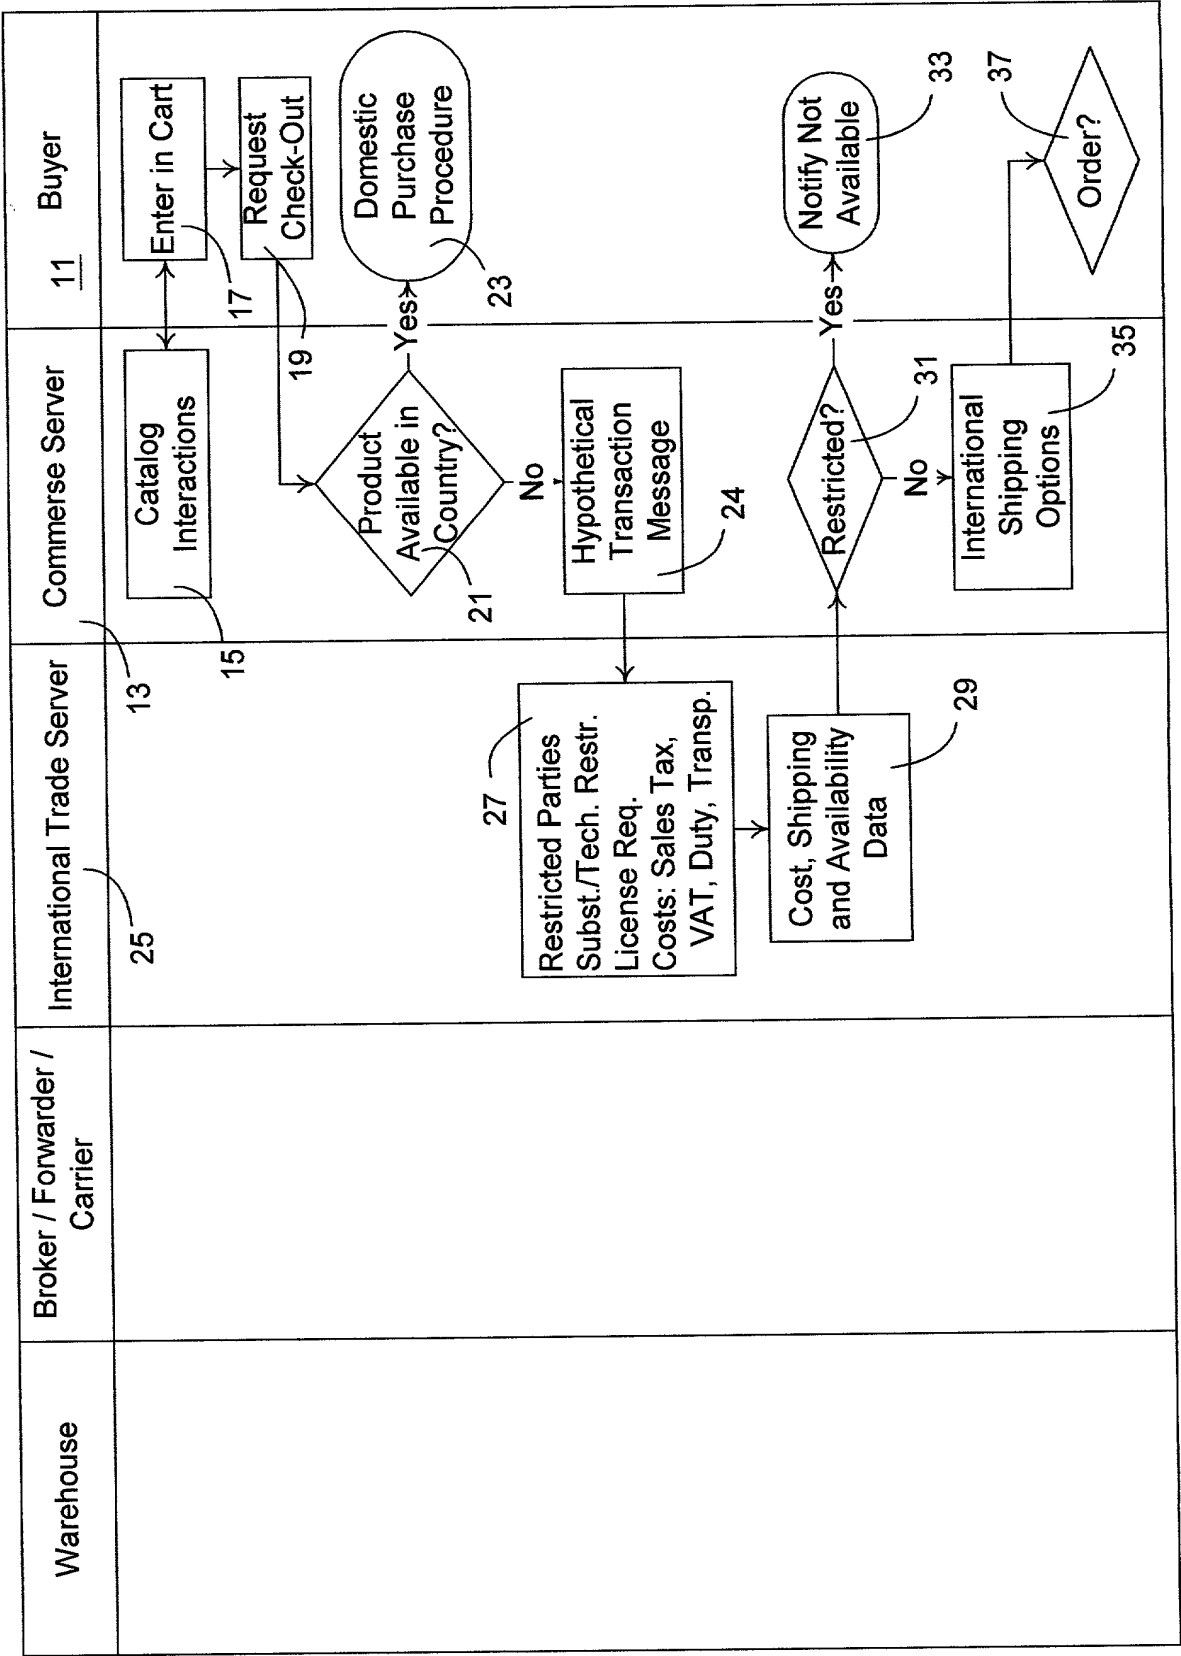 Warehouse
Broker / Forwarder /
Carrier
International Trade Server
25
Commerse Server
13
11
Buyer
Catalog
Interactions
15
Enter in Cart
17
Request
Check-Out
19
Product
Available in
Country?
21
Yes
Domestic
Purchase
Procedure
23
No
Hypothetical
Transaction
Message
24
27
Restricted Parties
Subst./Tech. Restr.
License Req.
Costs: Sales Tax,
VAT, Duty, Transp.
Cost, Shipping
and Availability
Data
29
Restricted?
31
Yes
Notify Not
Available
33
No
International
Shipping
Options
35
Order?
37